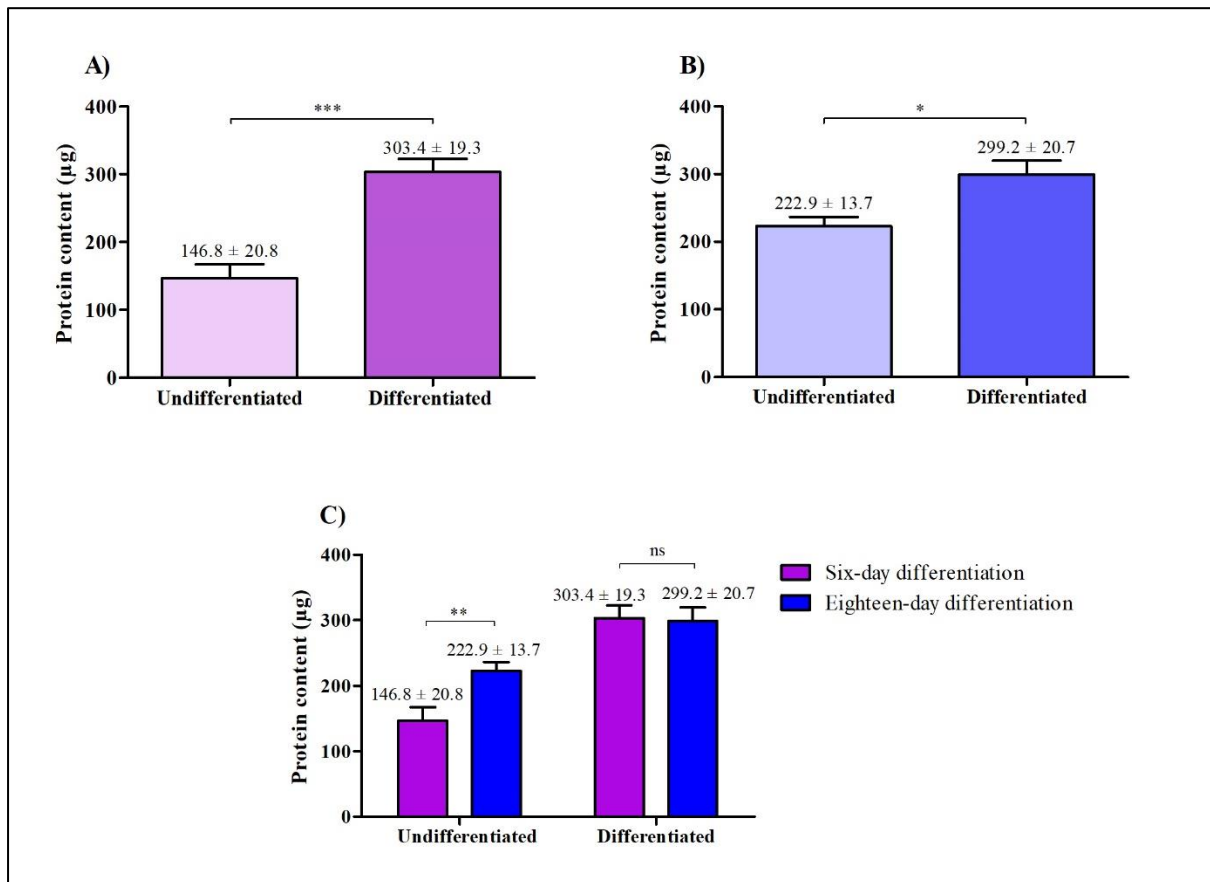 A)
Protein content (µg)
400
300
200
100
0
***
303.4 ± 19.3
146.8 ± 20.8
Undifferentiated Differentiated
B)
Protein content (µg)
400
300
200
100
0
*
299.2 ± 20.7
222.9 ± 13.7
Undifferentiated Differentiated
C)
Protein content (µg)
400
300
200
100
0
ns
303.4 ± 19.3 299.2 ± 20.7
**
222.9 ± 13.7
146.8 ± 20.8
Undifferentiated Differentiated
Six-day differentiation
Eighteen-day differentiation